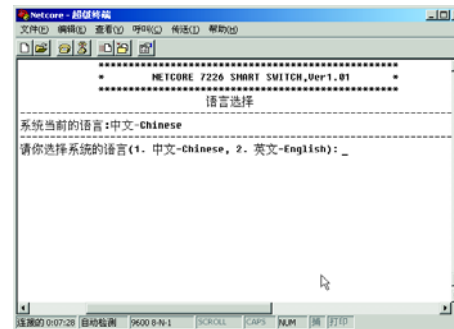 Netcore - 超级终端
文件(F) 编辑(E) 查看(V) 呼叫(C) 传送(T) 帮助(H)
***********************************************
* NETCORE 7226 SMART SWITCH,Ver1.01 *
***********************************************
语言选择
系统当前的语言:中文-Chinese
请你选择系统的语言(1. 中文-Chinese, 2. 英文-English): _
连接的 0:07:28 自动检测 9600 8-N-1 SCROLL CAPS NUM 捕 打印